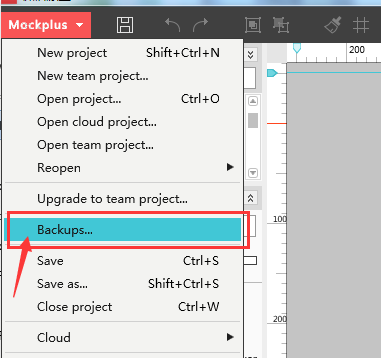 Mockplus
200
New project Shift+Ctrl+N
New team project...
Open project... Ctrl+O
Open cloud project...
Open team project...
Reopen
Upgrade to team project...
Backups...
100
Save Ctrl+S
Save as... Shift+Ctrl+S
Close project Ctrl+W
200
Cloud